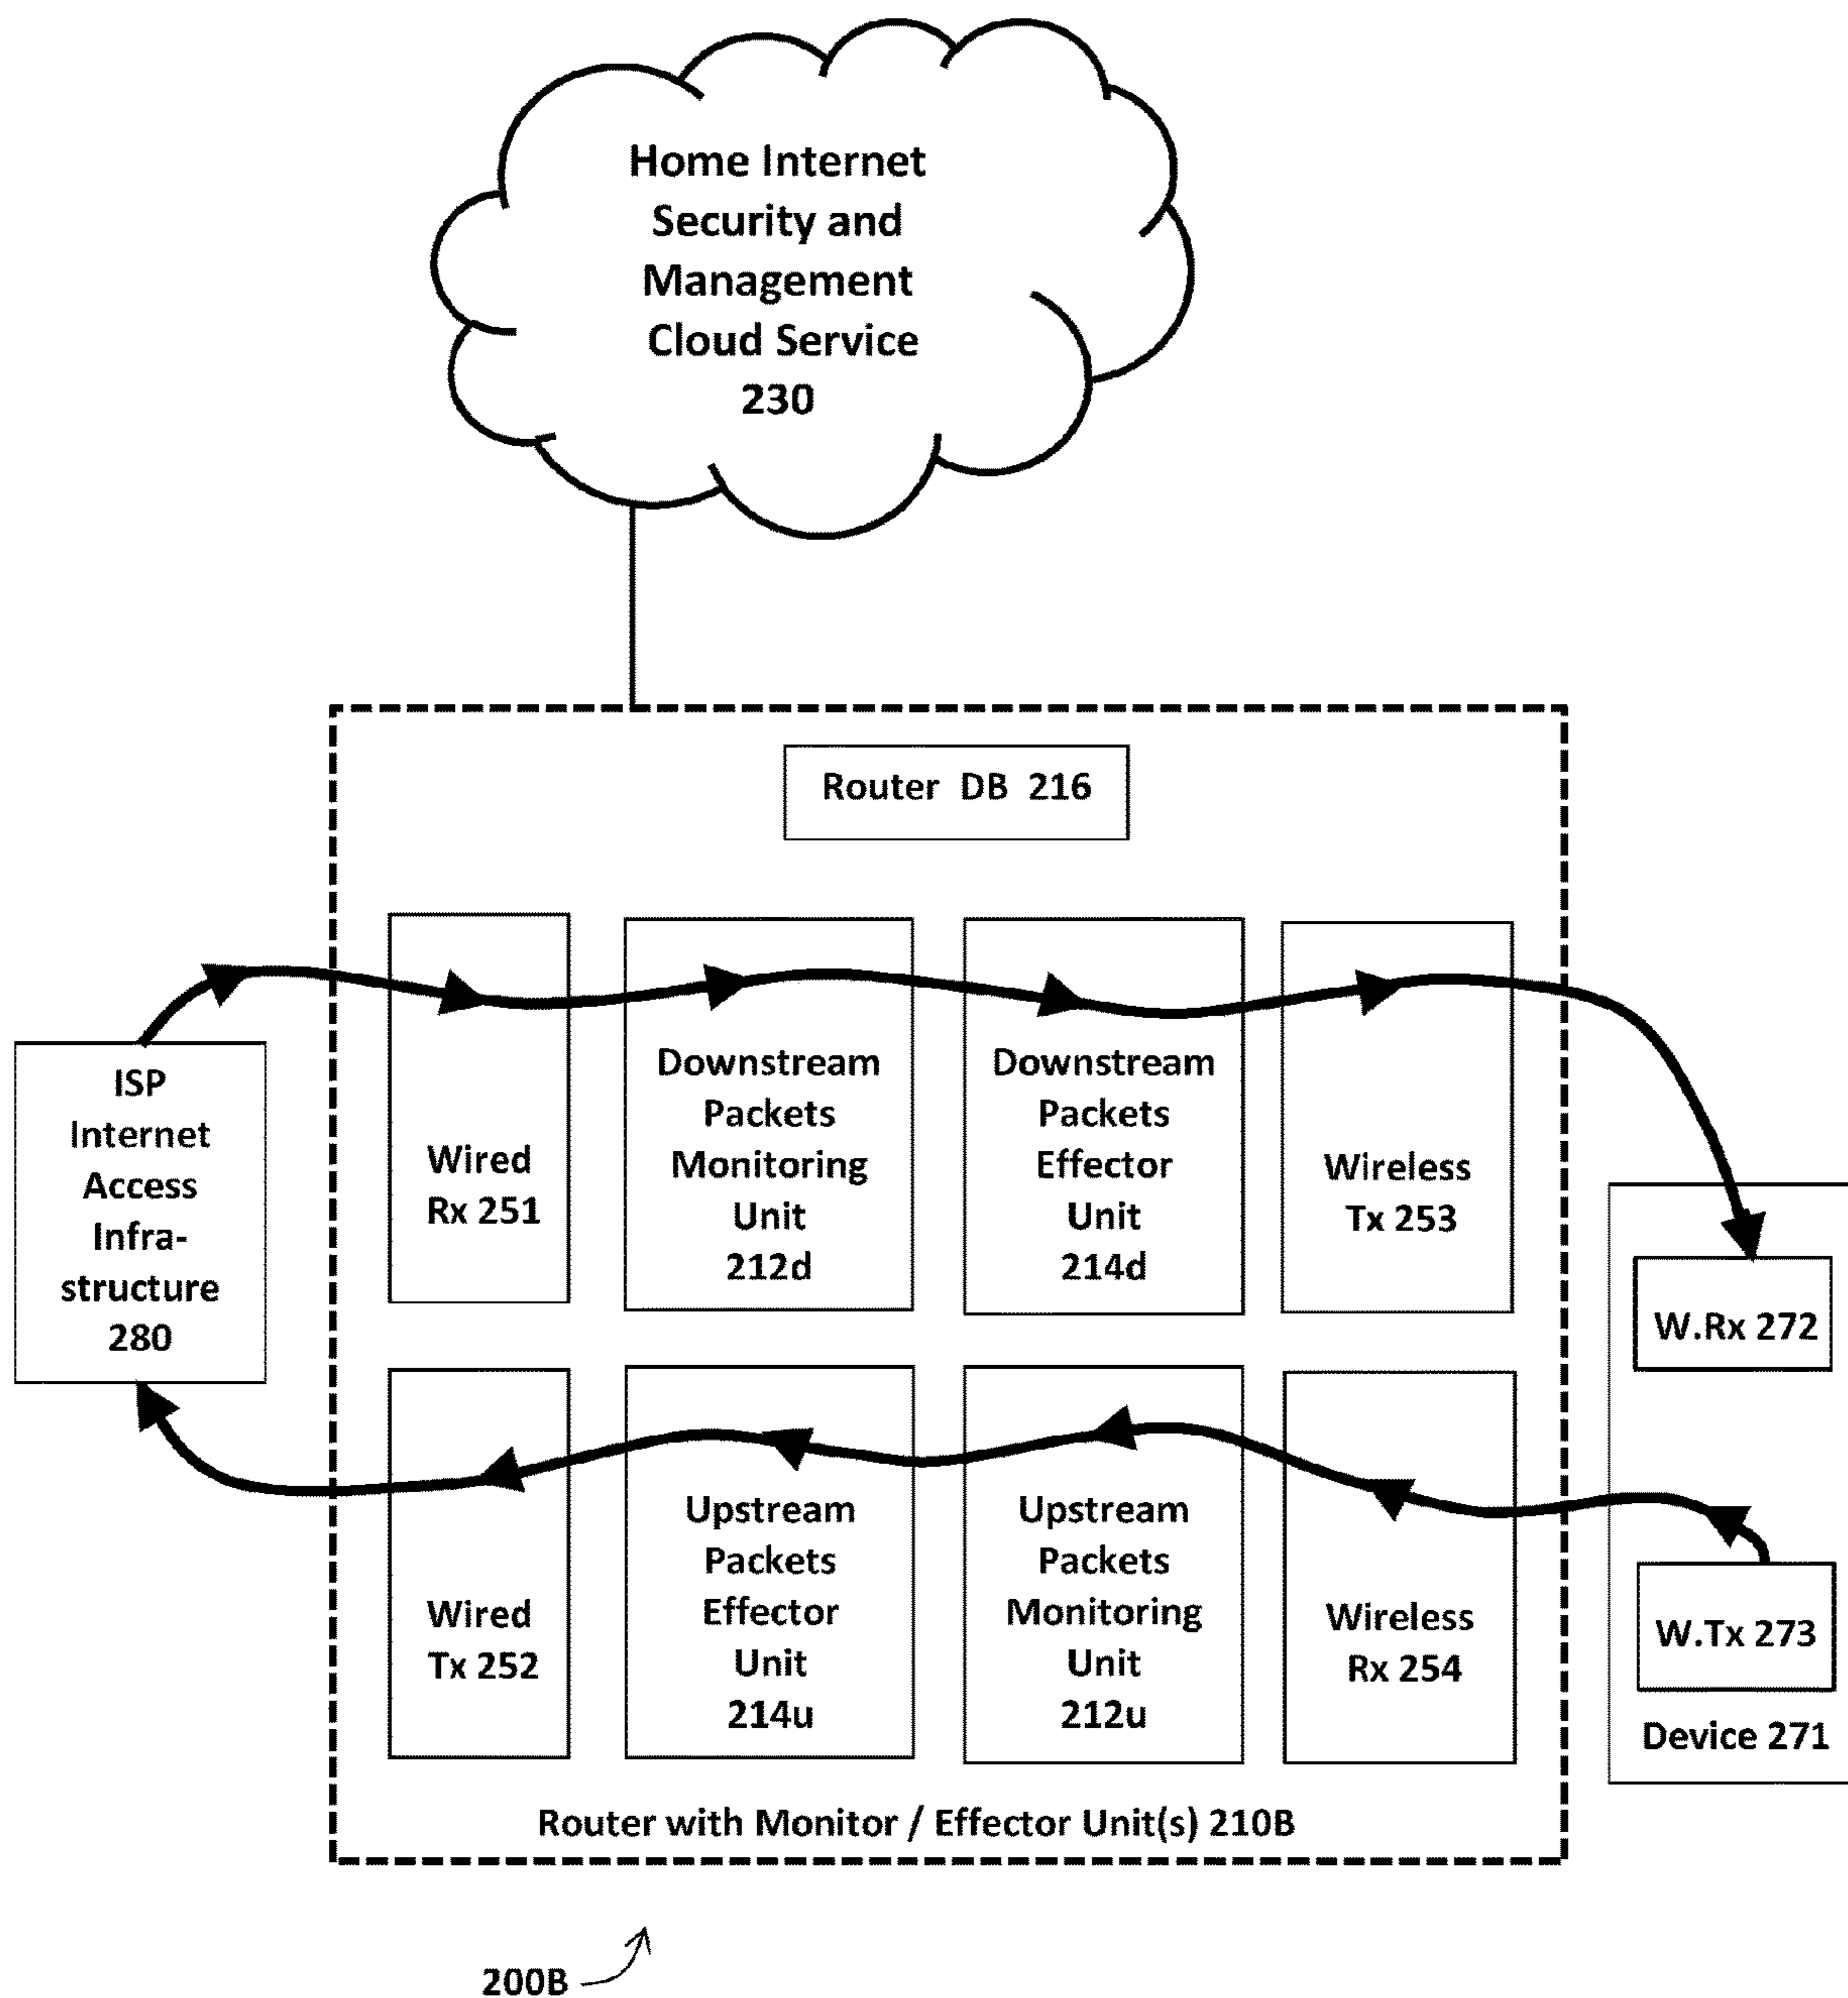 Home Internet
Security and
Management
Cloud Service
230
Router DB 216
ISP
Internet
Access
Infra-
structure
280
Wired
Rx 251
Downstream
Packets
Monitoring
Unit
212d
Downstream
Packets
Effector
Unit
214d
Wireless
Tx 253
W.Rx 272
Wired
Tx 252
Upstream
Packets
Effector
Unit
214u
Upstream
Packets
Monitoring
Unit
212u
Wireless
Rx 254
W.Tx 273
Device 271
Router with Monitor / Effector Unit(s) 210B
200B